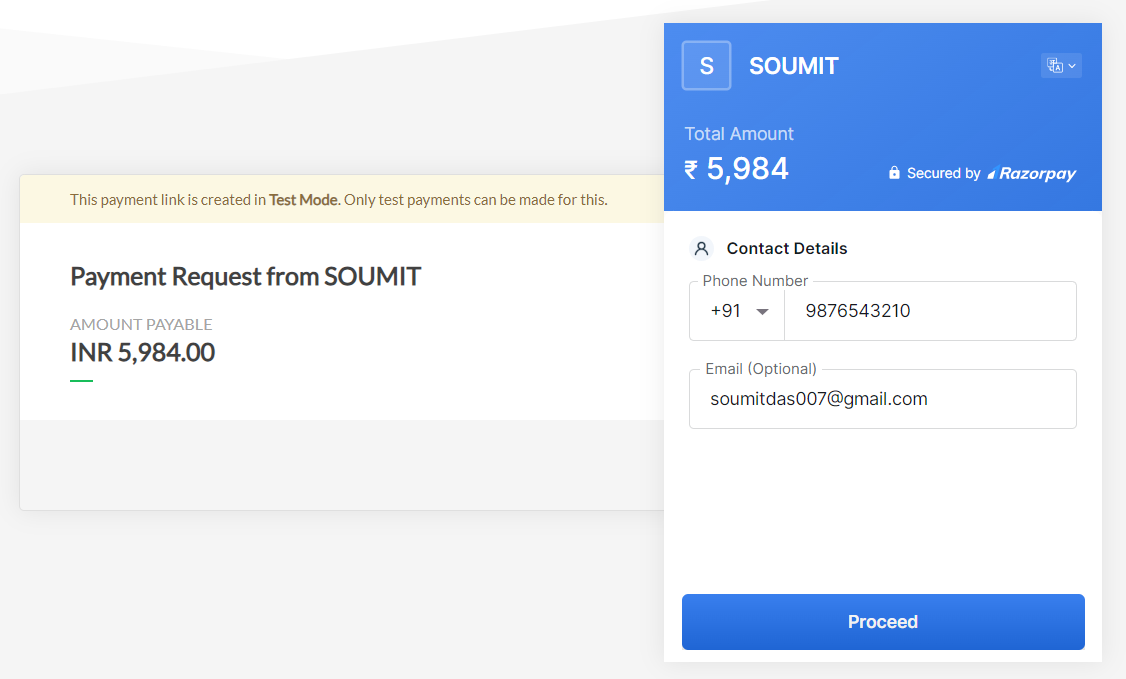 This payment link is created in Test Mode. Only test payments can be made for this.
Payment Request from SOUMIT
AMOUNT PAYABLE
INR 5,984.00
S
SOUMIT
Total Amount
₹ 5,984
Secured by Razorpay
Contact Details
Phone Number
+91 9876543210
Email (Optional)
soumitdas007@gmail.com
Proceed